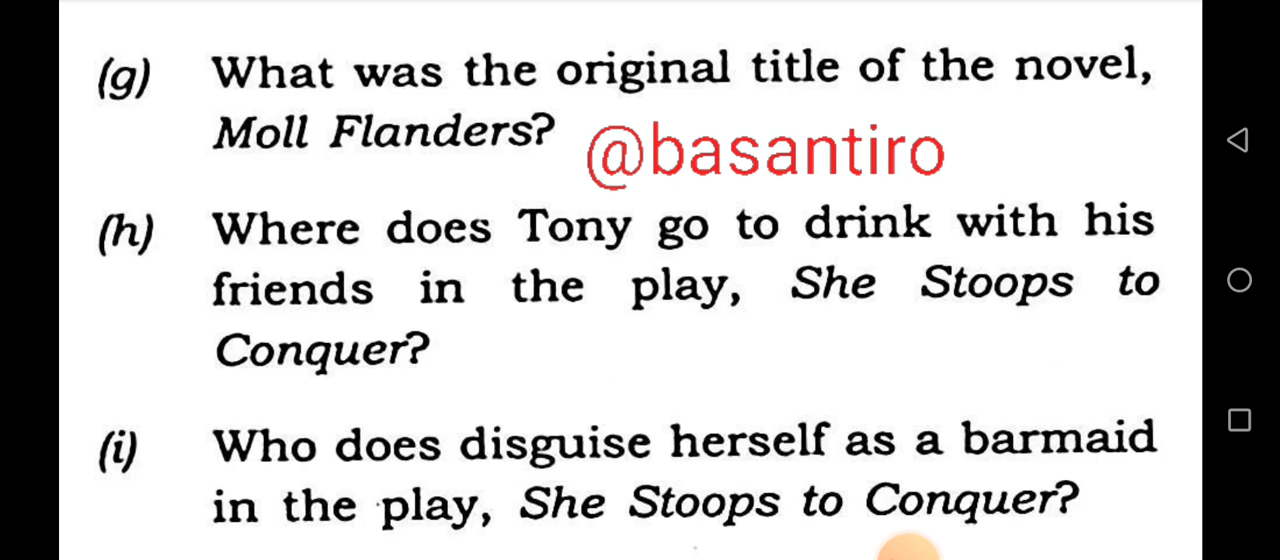 (g) What was the original title of the novel,
Moll Flanders?
@basantiro
(h) Where does Tony go to drink with his
friends in the play, She Stoops to
Conquer?
(i) Who does disguise herself as a barmaid
in the play, She Stoops to Conquer?